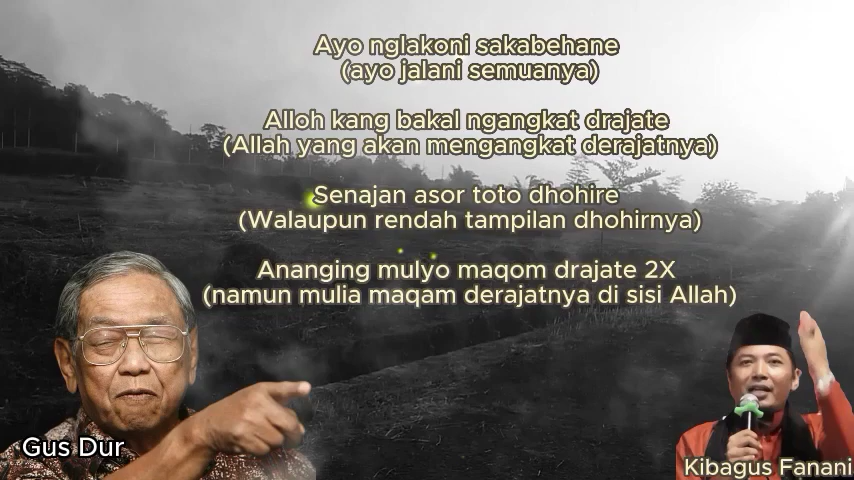 Ayo nglakoni sakabehane
(ayo jalani semuanya)
Alloh kang bakal ngangkat drajate
(Allah yang akan mengangkat derajatnya)
Senajan asor toto dhohire
(Walaupun rendah tampilan dhohirnya)
Ananging mulyo maqom drajate 2X
(namun mulia maqam derajatnya di sisi Allah)
Gus Dur
Kibagus Fanani